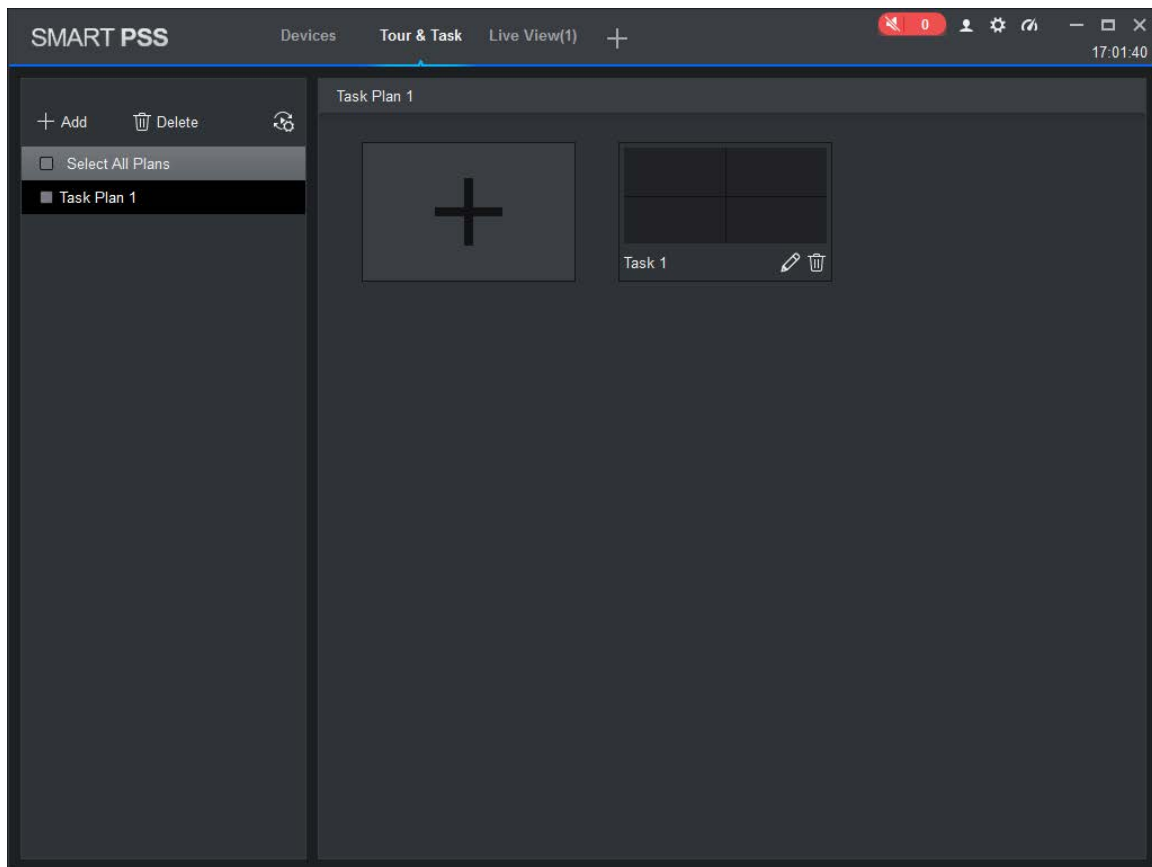 SMART PSS
Devices
Tour & Task
Live View(1)
0
17:01:40
Add
Delete
Select All Plans
Task Plan 1
Task Plan 1
Task 1